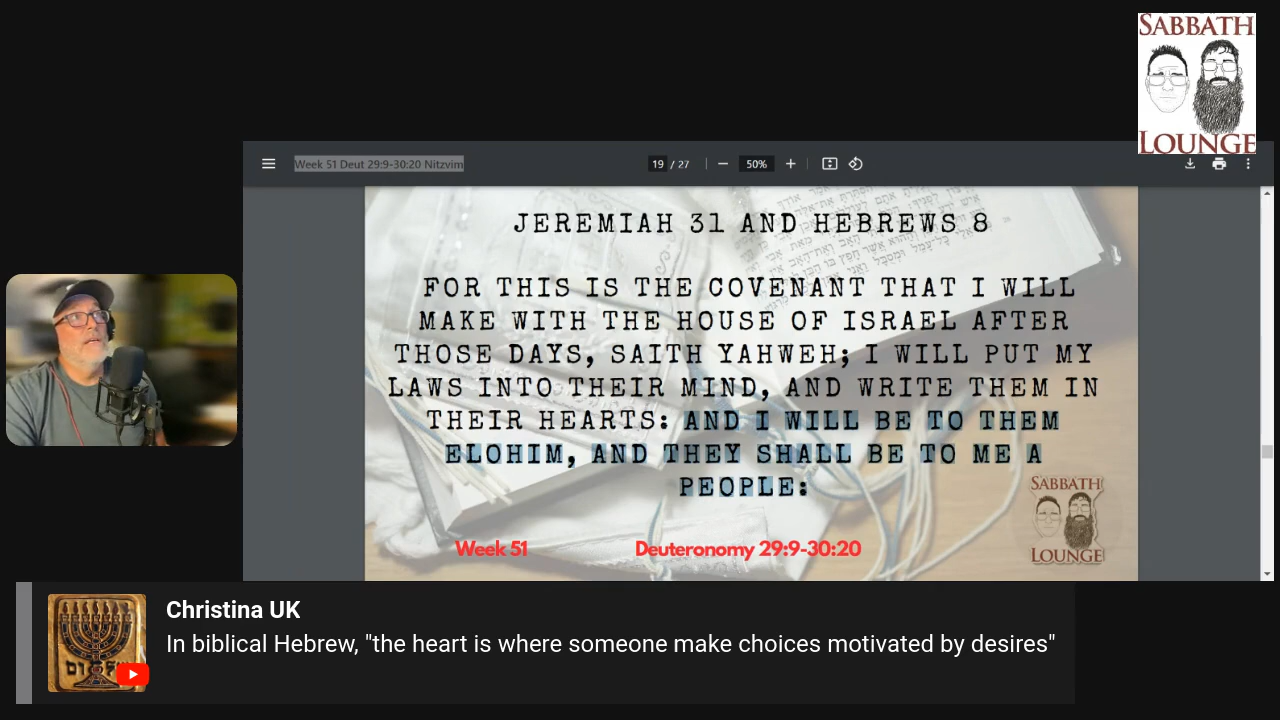 SABBATH
LOUNGE
Week 51 Deut 29:9-30:20 Nitzvim
19 / 27
50%
JEREMIAH 31 AND HEBREWS 8
FOR THIS IS THE COVENANT THAT I WILL
MAKE WITH THE HOUSE OF ISRAEL AFTER
THOSE DAYS, SAITH YAHWEH; I WILL PUT MY
LAWS INTO THEIR MIND, AND WRITE THEM IN
THEIR HEARTS: AND I WILL BE TO THEM
ELOHIM, AND THEY SHALL BE TO ME A
PEOPLE:
SABBATH
LOUNGE
Week 51
Deuteronomy 29:9-30:20
Christina UK
In biblical Hebrew, "the heart is where someone make choices motivated by desires"